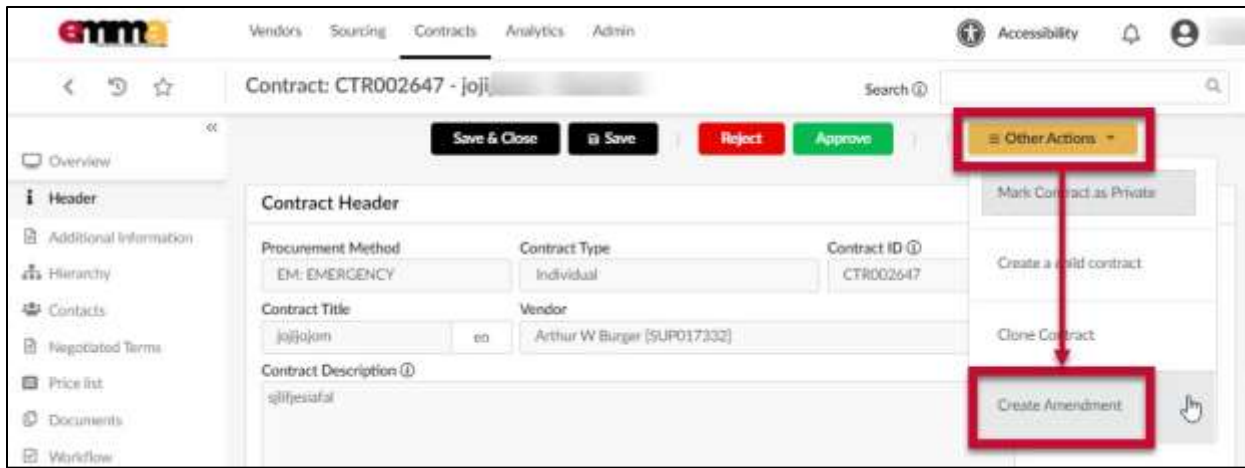 emma
Vendors Sourcing Contracts Analytics Admin
Accessibility
Contract: CTR002647 - joji
Search
Save & Close Save Reject Approve Other Actions
Overview
Header
Additional Information
Hierarchy
Contacts
Negotiated Terms
Price list
Documents
Workflow
Contract Header
Procurement Method Contract Type Contract ID
EM: EMERGENCY Individual CTR002647
Contract Title Vendor
jojijojom en Arthur W Burger [SUP017332]
Contract Description
Mark Contract as Private
Create a child contract
Clone Contract
Create Amendment